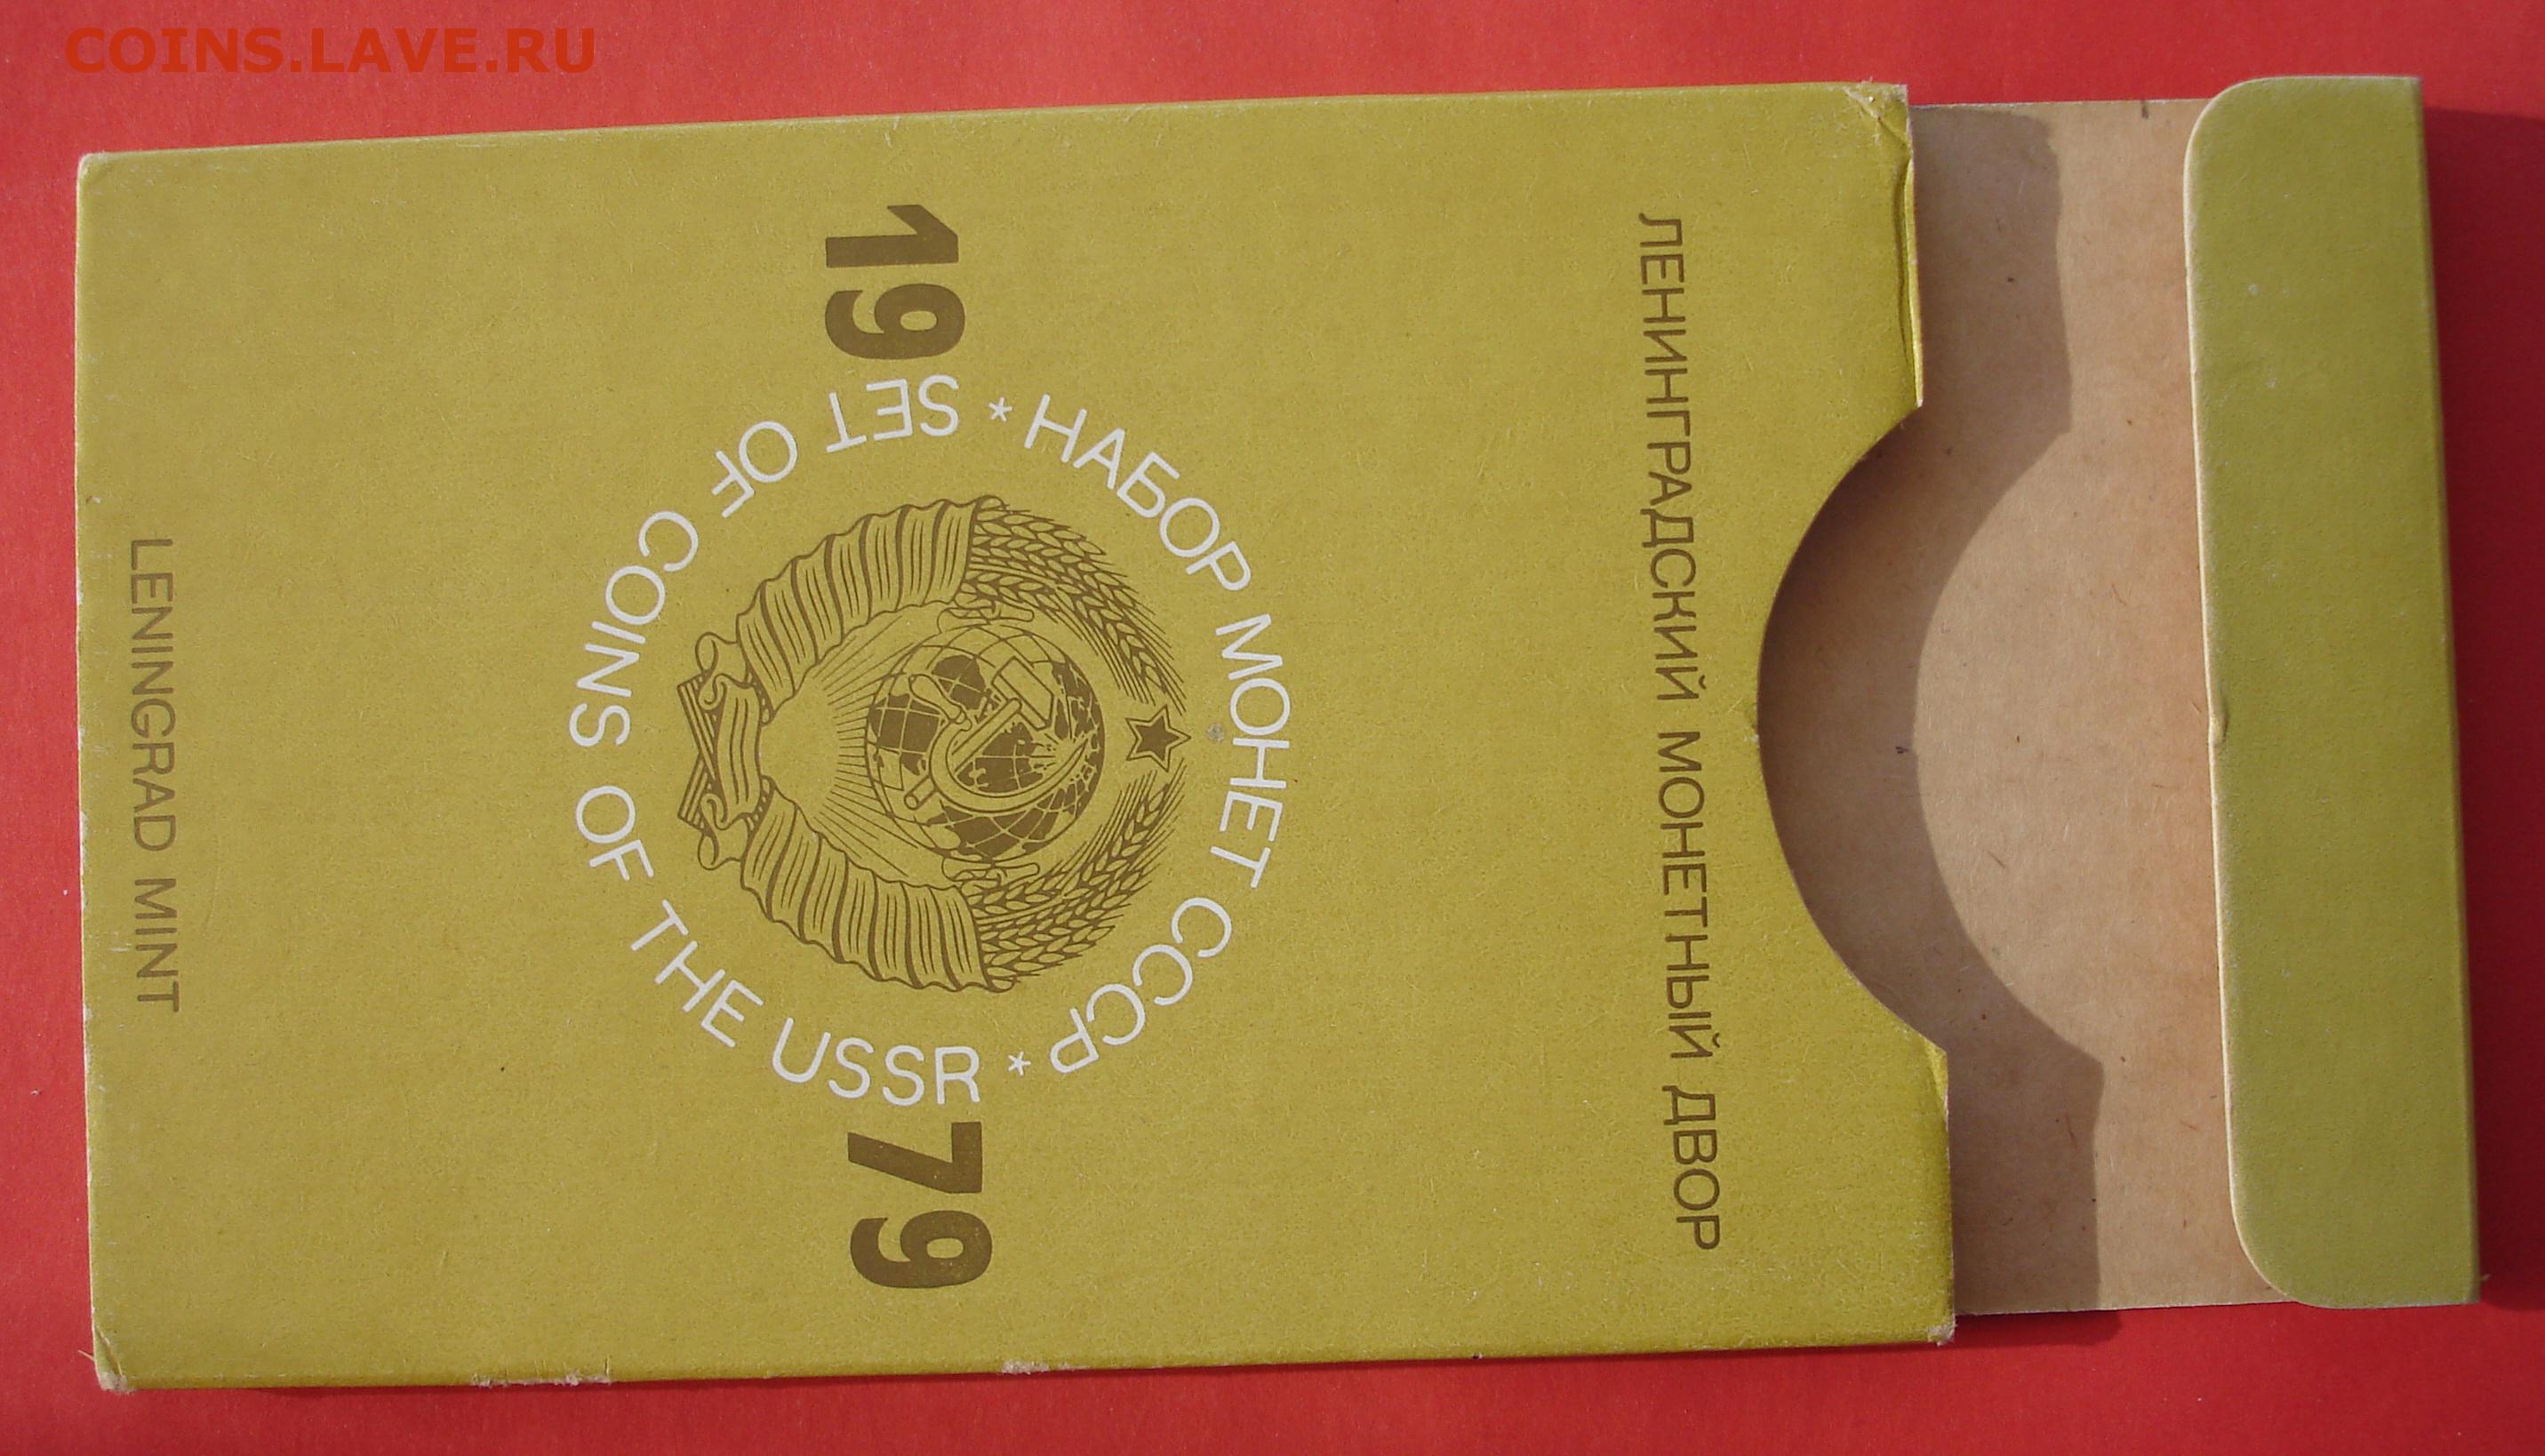 COINS.LAVE.RU
ЛЕНИНГРАДСКИЙ МОНЕТНЫЙ ДВОР
НАБОР МОНЕТ СССР
19 79
* SET OF COINS OF THE USSR *
LENINGRAD MINT